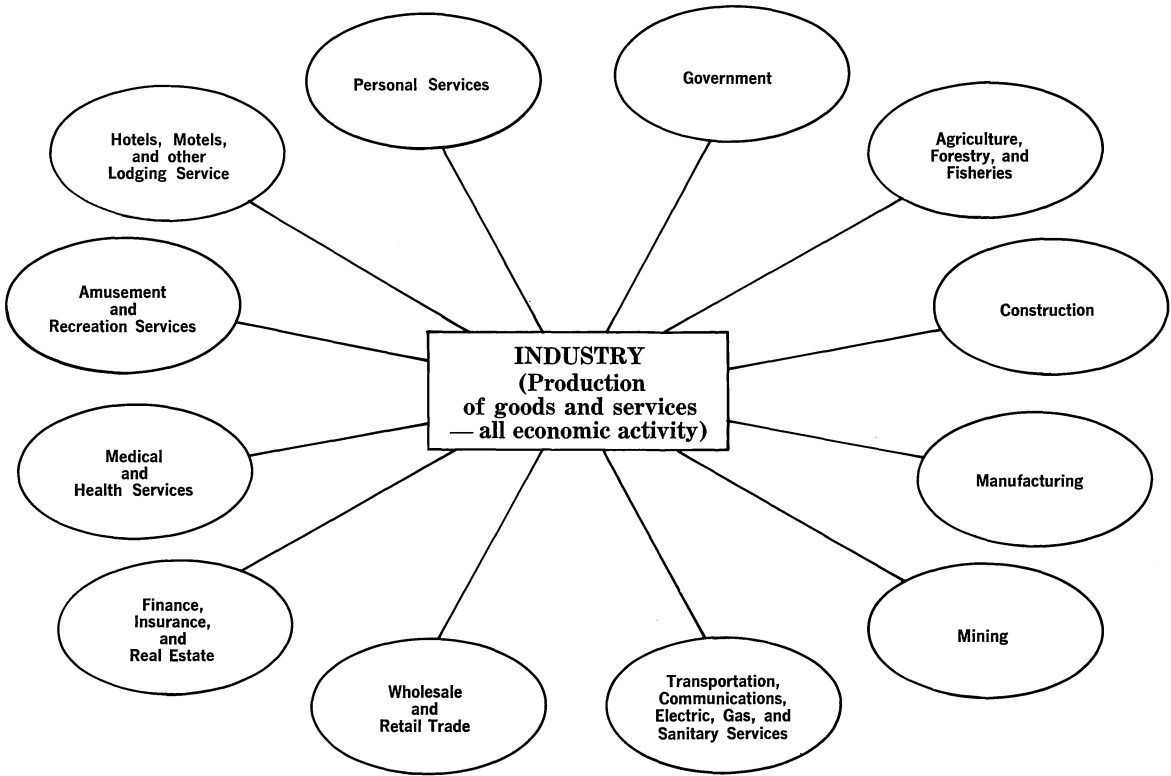 Personal Services
Government
Hotels, Motels,
and other
Lodging Service
Agriculture,
Forestry, and
Fisheries
Amusement
and
Recreation Services
Construction
INDUSTRY
(Production
of goods and services
— all economic activity)
Medical
and
Health Services
Manufacturing
Finance,
Insurance,
and
Real Estate
Mining
Wholesale
and
Retail Trade
Transportation,
Communications,
Electric, Gas, and
Sanitary Services